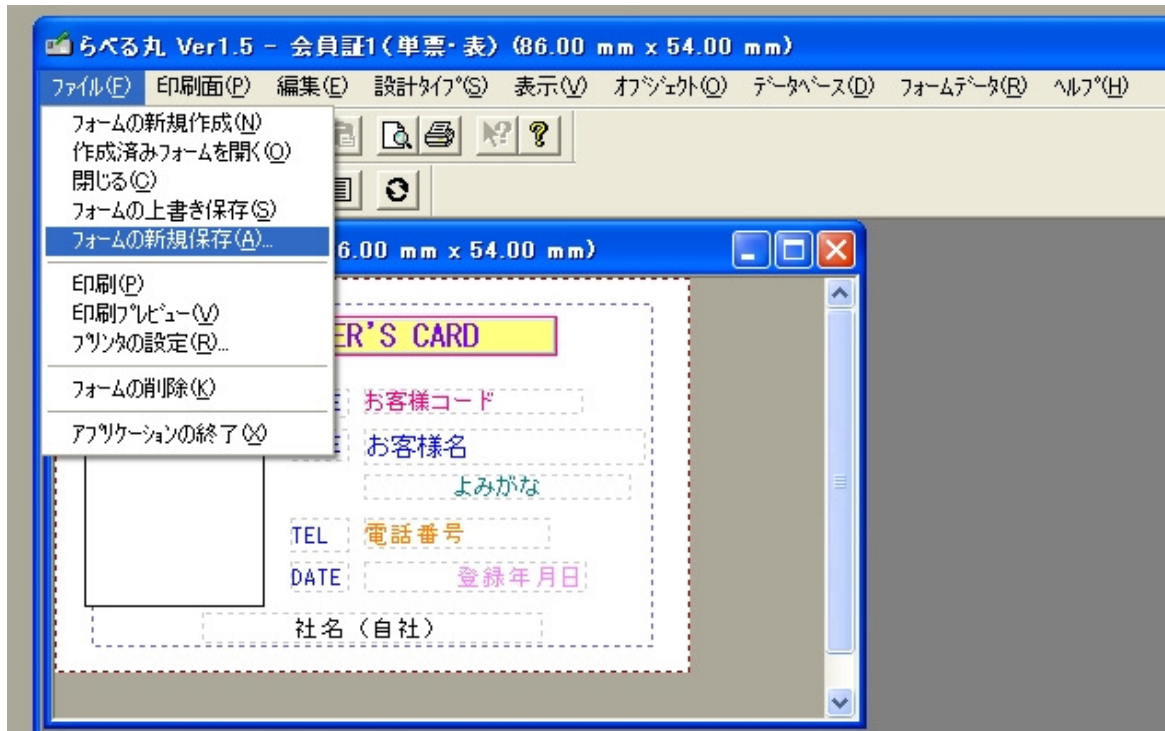 らべる丸 Ver1.5 - 会員証1(単票・表) (86.00 mm x 54.00 mm)
ファイル(F) 印刷面(P) 編集(E) 設計タイプ(S) 表示(V) オブジェクト(O) データベース(D) フォームデータ(R) ヘルプ(H)
フォームの新規作成(N)
作成済みフォームを開く(O)
閉じる(C)
フォームの上書き保存(S)
フォームの新規保存(A)...
印刷(P)
印刷プレビュー(V)
プリンタの設定(R)...
フォームの削除(K)
アプリケーションの終了(X)
6.00 mm x 54.00 mm)
ER'S CARD
E お客様コード
E お客様名
よみがな
TEL 電話番号
DATE 登録年月日
社名（自社）